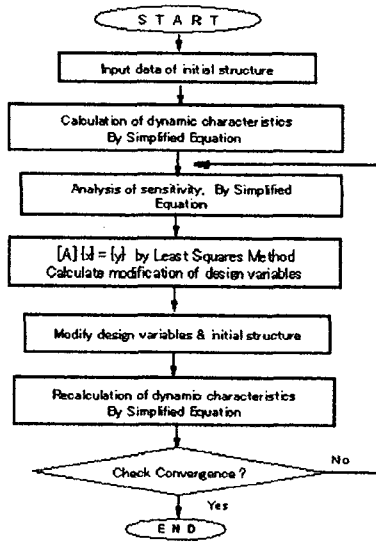 S T A R T
Input data of initial structure
Calculation of dynamic characteristics
By Simplified Equation
Analysis of sensitivity, By Simplified
Equation
[A]{x} = {y} by Least Squares Method
Calculate modification of design variables
Modify design variables & initial structure
Recalculation of dynamic characteristics
By Simplified Equation
Check Convergence ?
No
Yes
E N D